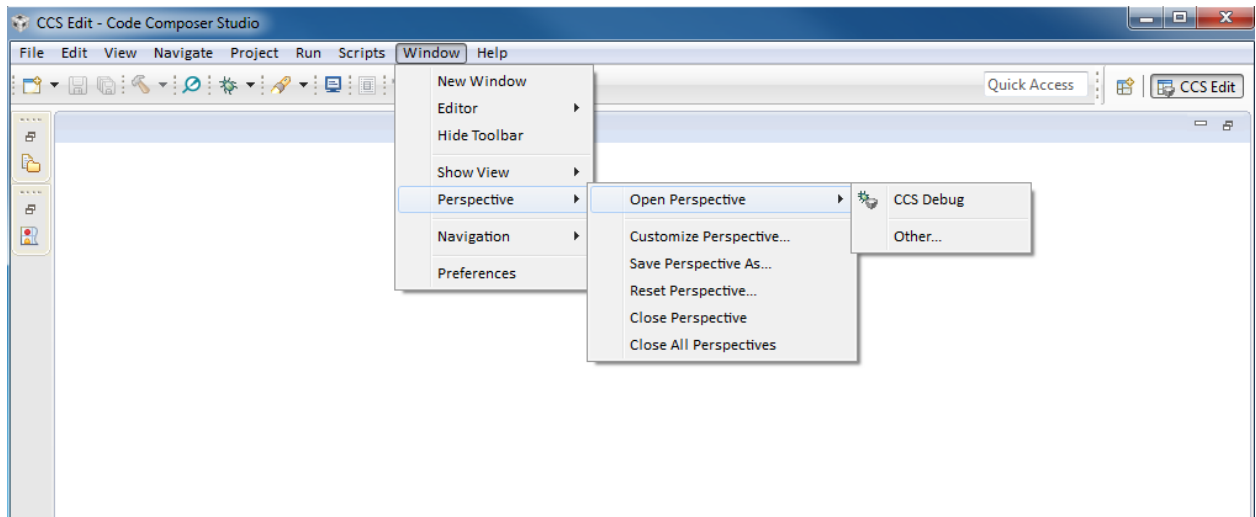 CCS Edit - Code Composer Studio
File Edit View Navigate Project Run Scripts Window Help
Quick Access
CCS Edit
New Window
Editor
Hide Toolbar
Show View
Perspective
Navigation
Preferences
Open Perspective
Customize Perspective...
Save Perspective As...
Reset Perspective...
Close Perspective
Close All Perspectives
CCS Debug
Other...